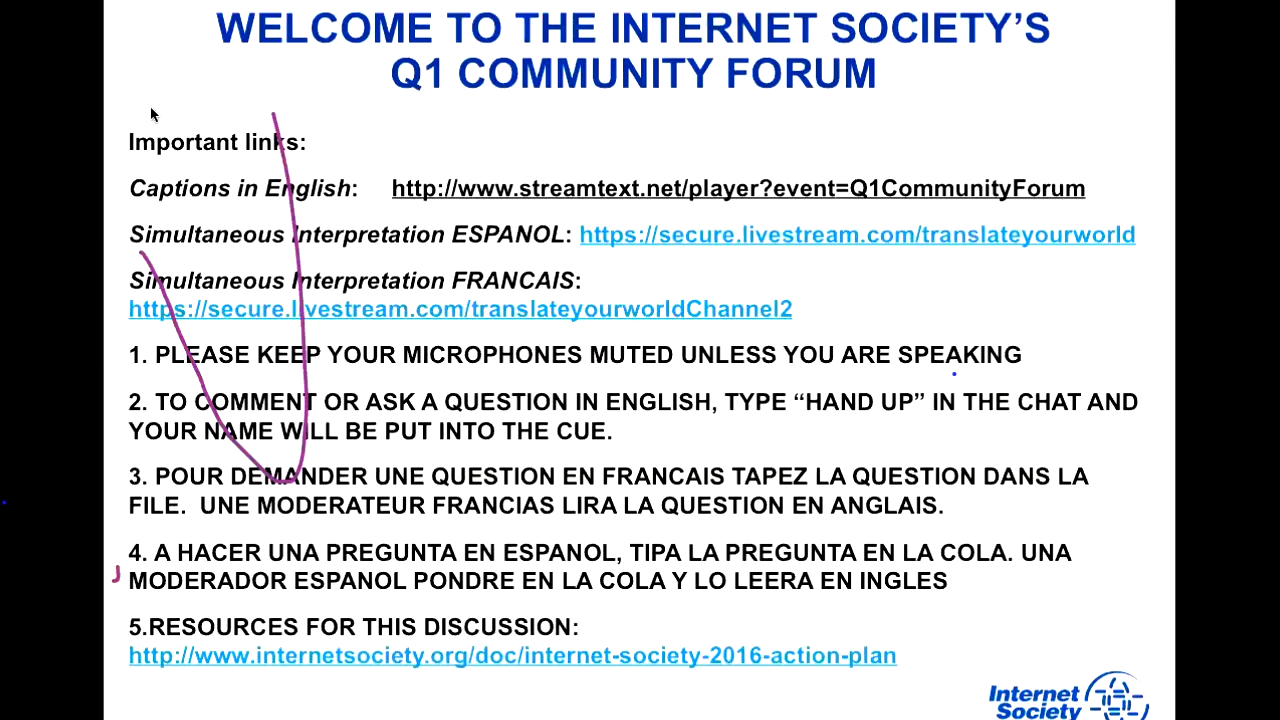 WELCOME TO THE INTERNET SOCIETY’S
Q1 COMMUNITY FORUM
Important links:
Captions in English: http://www.streamtext.net/player?event=Q1CommunityForum
Simultaneous Interpretation ESPANOL: https://secure.livestream.com/translateyourworld
Simultaneous Interpretation FRANCAIS:
https://secure.livestream.com/translateyourworldChannel2
1. PLEASE KEEP YOUR MICROPHONES MUTED UNLESS YOU ARE SPEAKING
2. TO COMMENT OR ASK A QUESTION IN ENGLISH, TYPE “HAND UP” IN THE CHAT AND
YOUR NAME WILL BE PUT INTO THE CUE.
3. POUR DEMANDER UNE QUESTION EN FRANCAIS TAPEZ LA QUESTION DANS LA
FILE. UNE MODERATEUR FRANCIAS LIRA LA QUESTION EN ANGLAIS.
4. A HACER UNA PREGUNTA EN ESPANOL, TIPA LA PREGUNTA EN LA COLA. UNA
MODERADOR ESPANOL PONDRE EN LA COLA Y LO LEERA EN INGLES
5.RESOURCES FOR THIS DISCUSSION:
http://www.internetsociety.org/doc/internet-society-2016-action-plan
Internet
Society